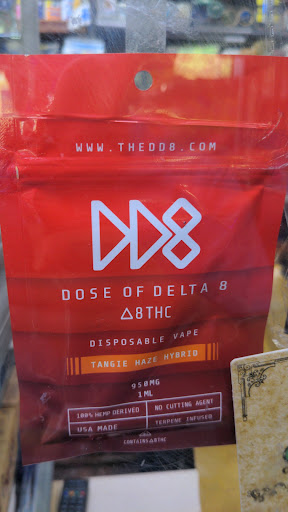 WWW.THEDD8.COM
DD8
DOSE OF DELTA 8
Δ8THC
DISPOSABLE VAPE
TANGIE HAZE HYBRID
950MG
1ML
100% HEMP DERIVED
NO CUTTING AGENT
USA MADE
TERPENE INFUSED
CONTAINS Δ8THC